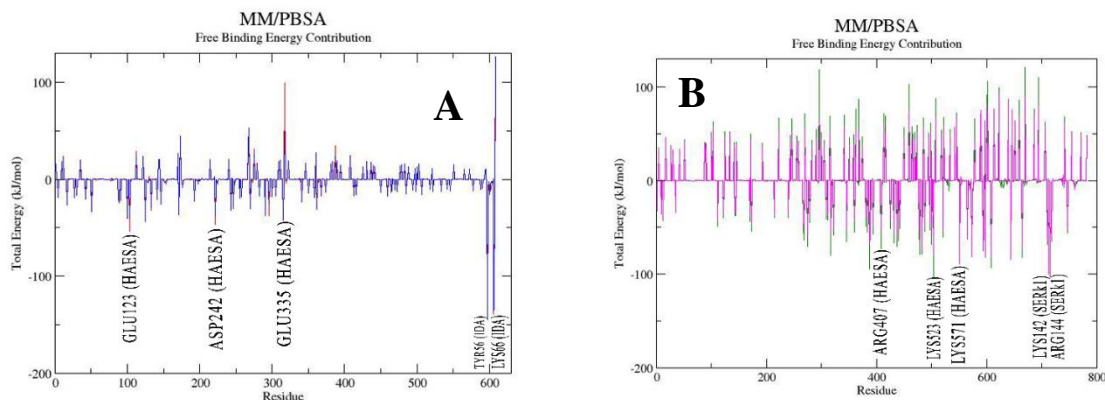 MM/PBSA
Free Binding Energy Contribution
A
Total Energy (kJ/mol)
100
0
-100
-200
GLU123 (HAESA)
ASP242 (HAESA)
GLU335 (HAESA)
TYR56 (IDA)
LYS66 (IDA)
0 100 200 300 400 500 600
Residue
MM/PBSA
Free Binding Energy Contribution
B
Total Energy (kJ/mol)
100
0
-100
-200
ARG407 (HAESA)
LYS523 (HAESA)
LYS571 (HAESA)
LYS142 (SERk1)
ARG144 (SERk1)
0 200 400 600 800
Residue